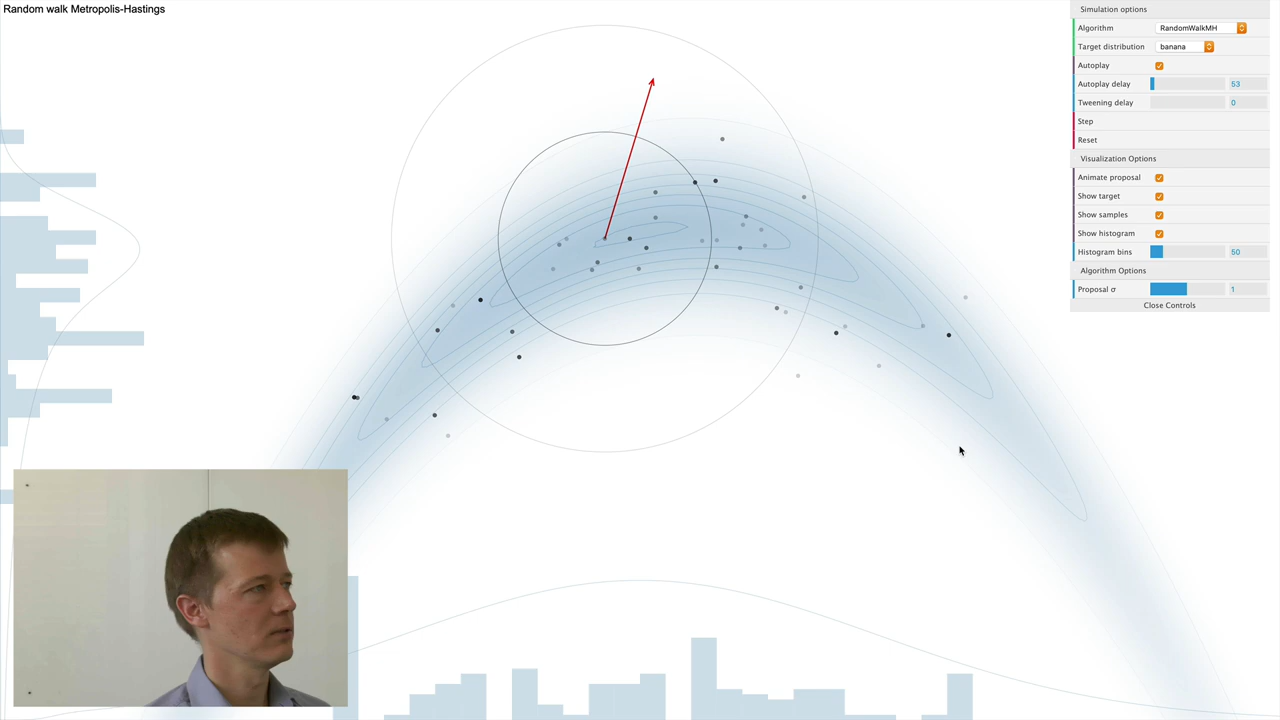 Random walk Metropolis-Hastings
Simulation options
Algorithm RandomWalkMH
Target distribution banana
Autoplay
Autoplay delay 53
Tweening delay 0
Step
Reset
Visualization Options
Animate proposal
Show target
Show samples
Show histogram
Histogram bins 50
Algorithm Options
Proposal σ 1
Close Controls